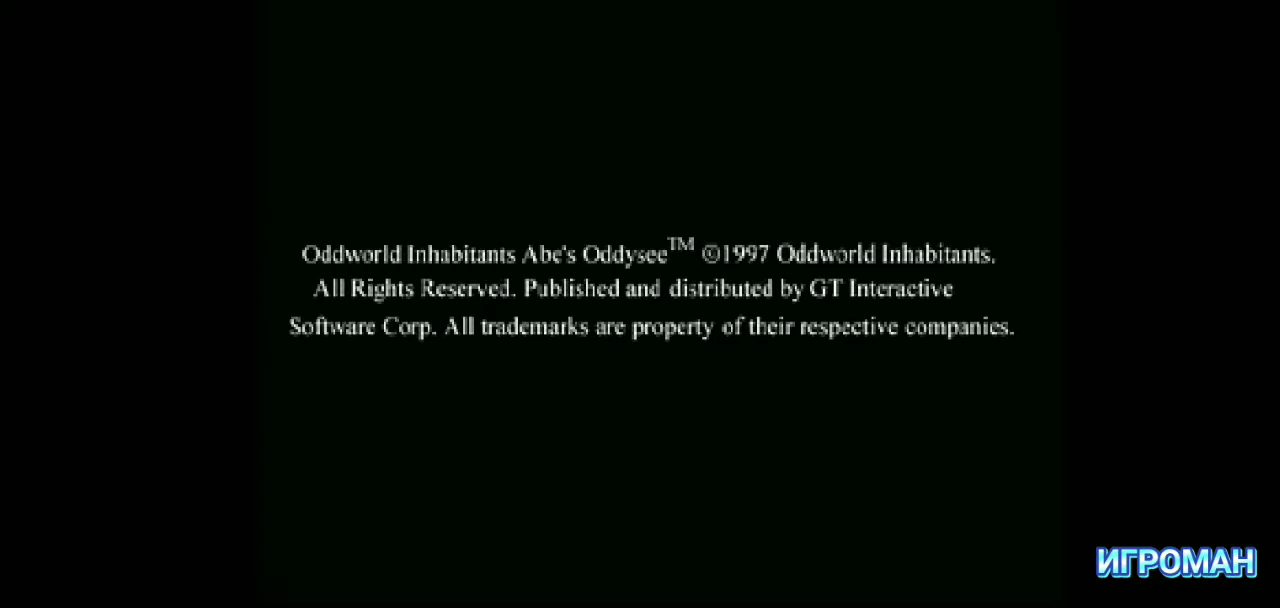 Oddworld Inhabitants Abe's Oddysee™ ©1997 Oddworld Inhabitants.
All Rights Reserved. Published and distributed by GT Interactive
Software Corp. All trademarks are property of their respective companies.
ИГРОМАН